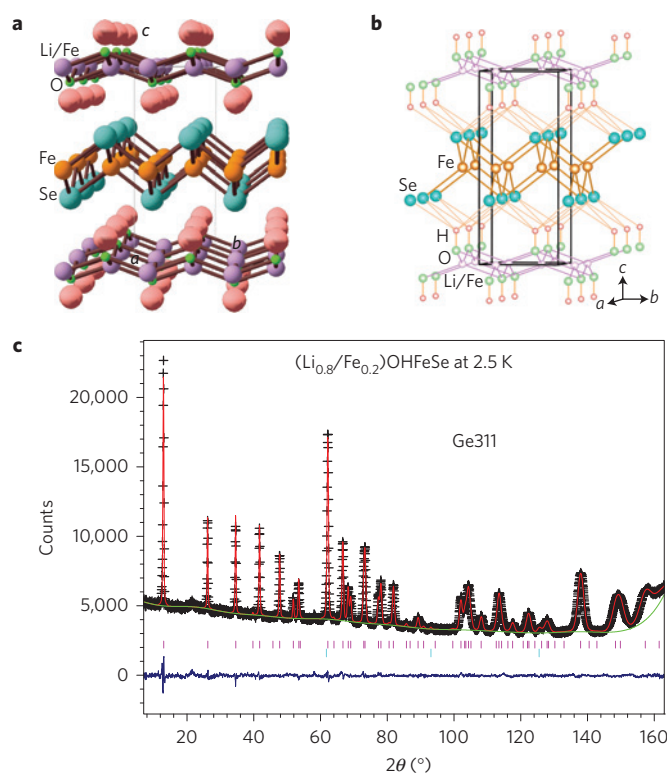 a
c
Li/Fe
O
Fe
Se
a
b
b
Fe
Se
H
O
Li/Fe
c
a
b
c
(Li0.8/Fe0.2)OHFeSe at 2.5 K
Ge311
Counts
20,000
15,000
10,000
5,000
0
20 40 60 80 100 120 140 160
2θ (°)